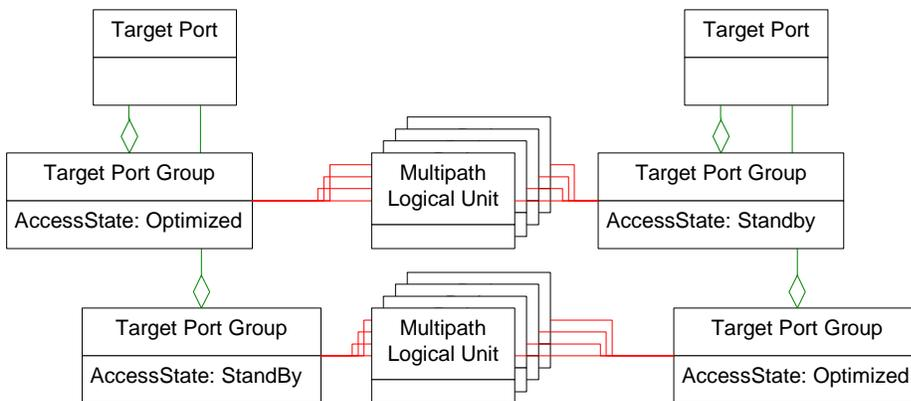 Target Port
Target Port
Target Port Group
AccessState: Optimized
Multipath
Logical Unit
Target Port Group
AccessState: Standby
Target Port Group
AccessState: StandBy
Multipath
Logical Unit
Target Port Group
AccessState: Optimized